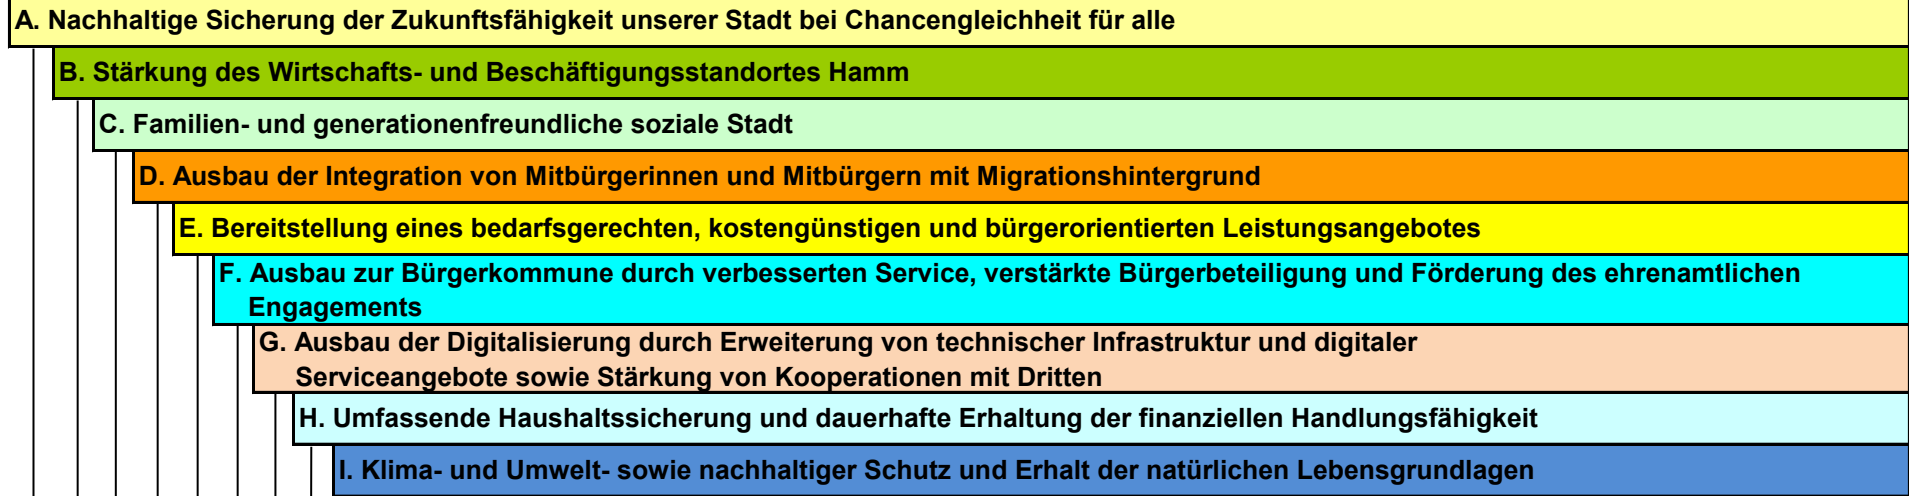 A. Nachhaltige Sicherung der Zukunftsfähigkeit unserer Stadt bei Chancengleichheit für alle
B. Stärkung des Wirtschafts- und Beschäftigungsstandortes Hamm
C. Familien- und generationenfreundliche soziale Stadt
D. Ausbau der Integration von Mitbürgerinnen und Mitbürgern mit Migrationshintergrund
E. Bereitstellung eines bedarfsgerechten, kostengünstigen und bürgerorientierten Leistungsangebotes
F. Ausbau zur Bürgerkommune durch verbesserten Service, verstärkte Bürgerbeteiligung und Förderung des ehrenamtlichen
Engagements
G. Ausbau der Digitalisierung durch Erweiterung von technischer Infrastruktur und digitaler
Serviceangebote sowie Stärkung von Kooperationen mit Dritten
H. Umfassende Haushaltssicherung und dauerhafte Erhaltung der finanziellen Handlungsfähigkeit
I. Klima- und Umwelt- sowie nachhaltiger Schutz und Erhalt der natürlichen Lebensgrundlagen